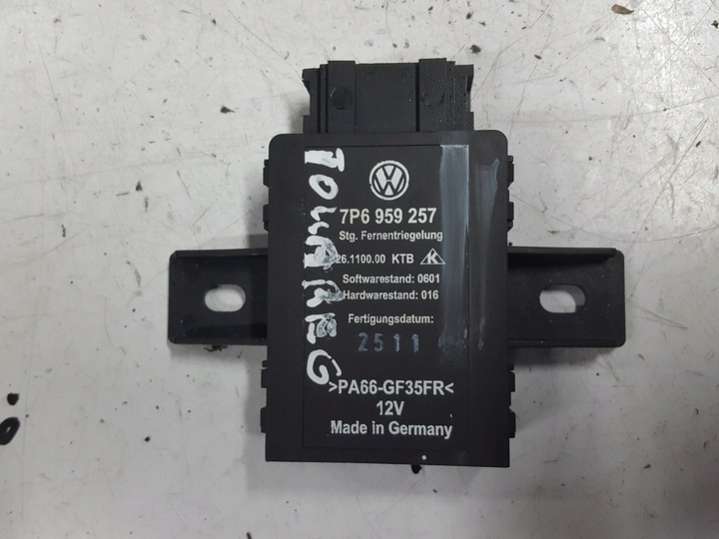 VW
7P6 959 257
Stg. Fernentriegelung
26.1100.00 KTB K
Softwarestand: 0601
Hardwarestand: 016
Fertigungsdatum:
2511
>PA66-GF35FR<
12V
Made in Germany
TOUAREG